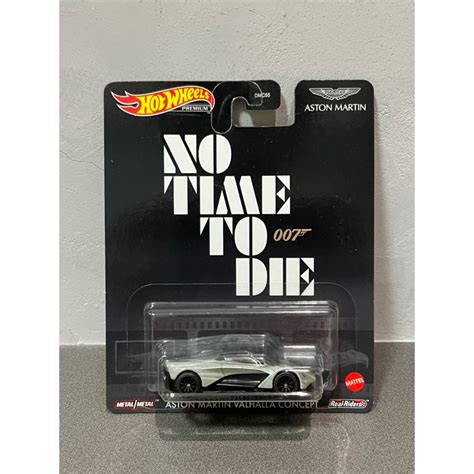 HOT WHEELS
PREMIUM
DMC55
ASTON MARTIN
NO
TIME
TO 007
DIE
MATTEL
METAL/METAL
ASTON MARTIN VALHALLA CONCEPT
Real Riders